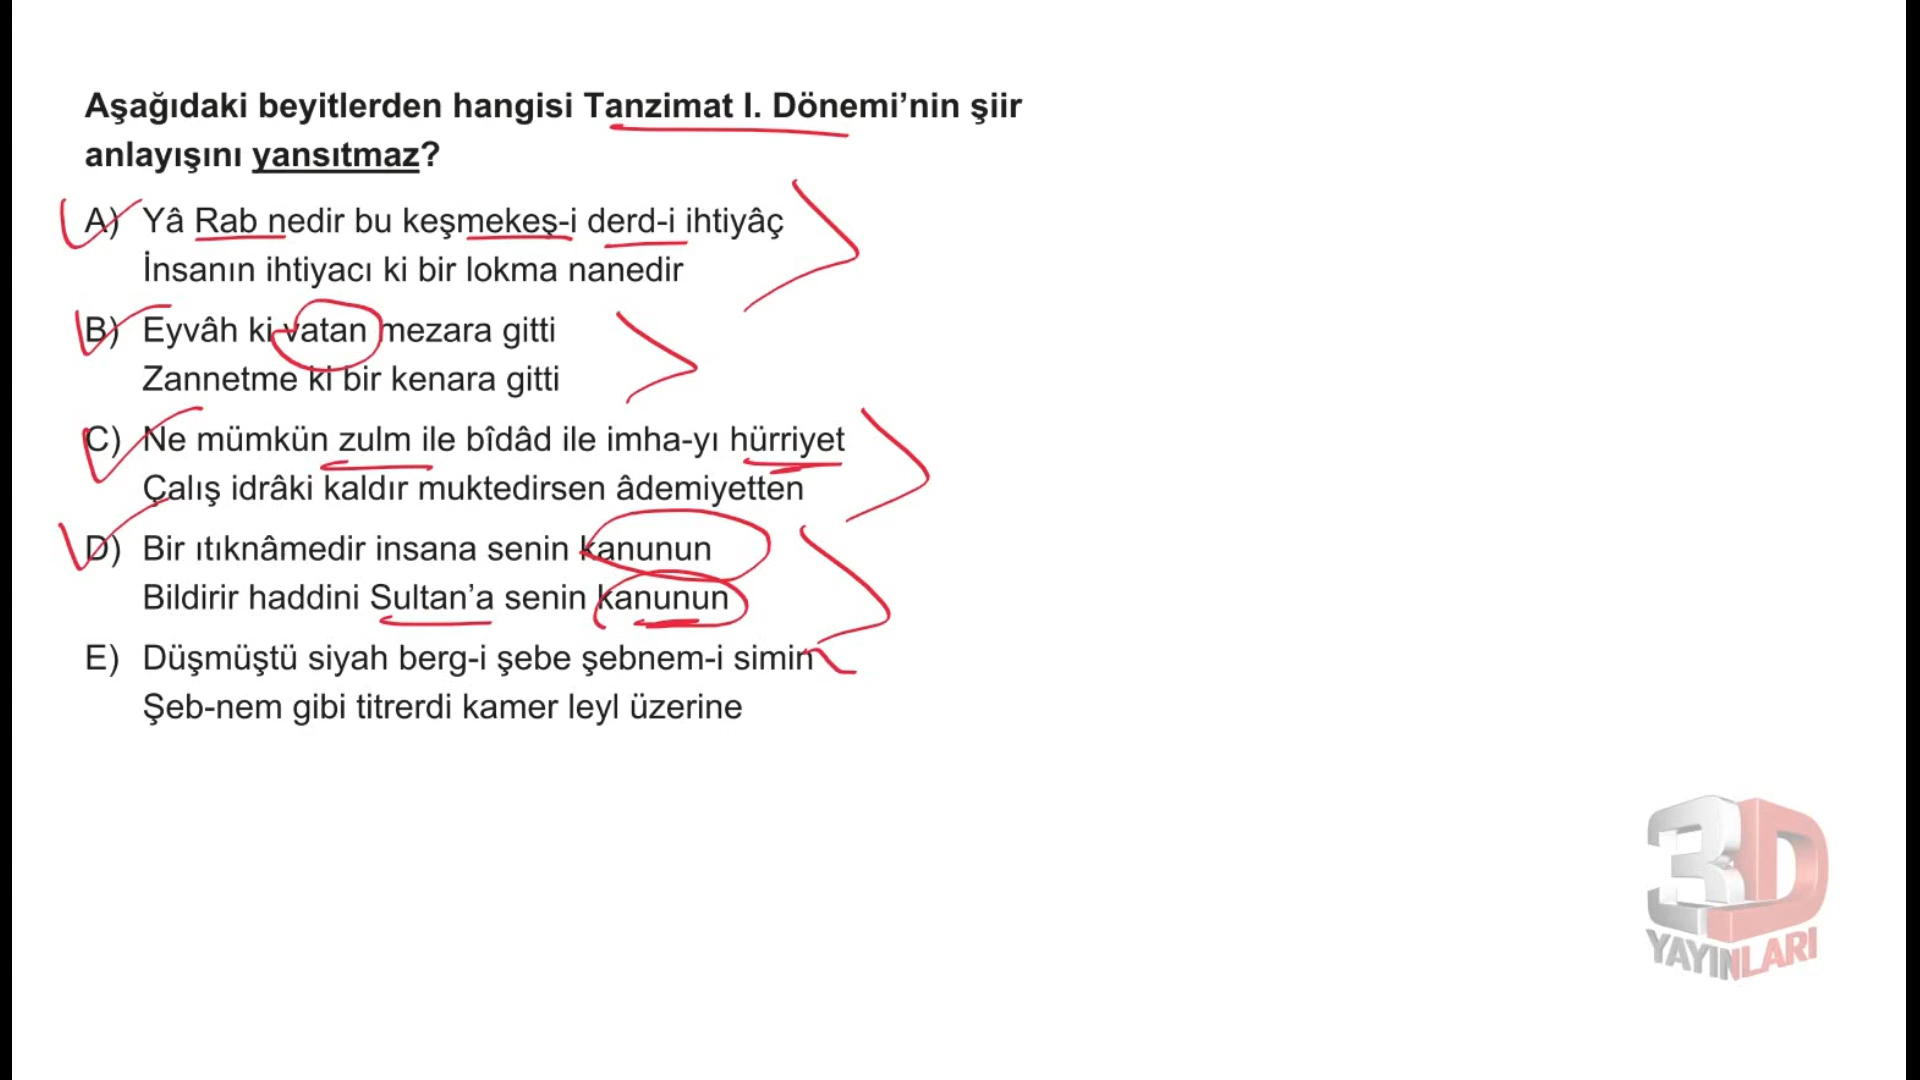 Aşağıdaki beyitlerden hangisi Tanzimat I. Dönemi’nin şiir
anlayışını yansıtmaz?
A) Yâ Rab nedir bu keşmekeş-i derd-i ihtiyâç
İnsanın ihtiyacı ki bir lokma nanedir
B) Eyvâh ki vatan mezara gitti
Zannetme ki bir kenara gitti
C) Ne mümkün zulm ile bîdâd ile imha-yı hürriyet
Çalış idrâki kaldır muktedirsen âdemiyetten
D) Bir ıtıknâmedir insana senin kanunun
Bildirir haddini Sultan’a senin kanunun
E) Düşmüştü siyah berg-i şebe şebnem-i simin
Şeb-nem gibi titrerdi kamer leyl üzerine
3D
YAYINLARI